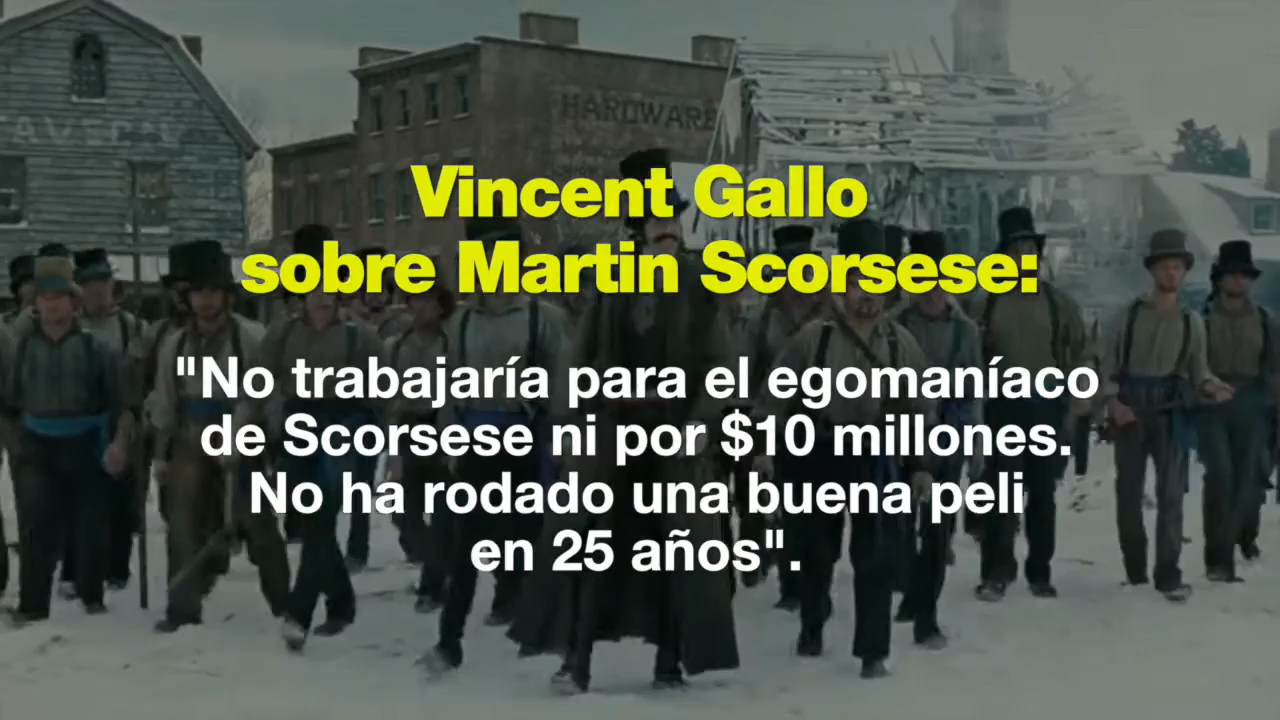 AVERN
HARDWARE
Vincent Gallo
sobre Martin Scorsese:
"No trabajaría para el egomaníaco
de Scorsese ni por $10 millones.
No ha rodado una buena peli
en 25 años".